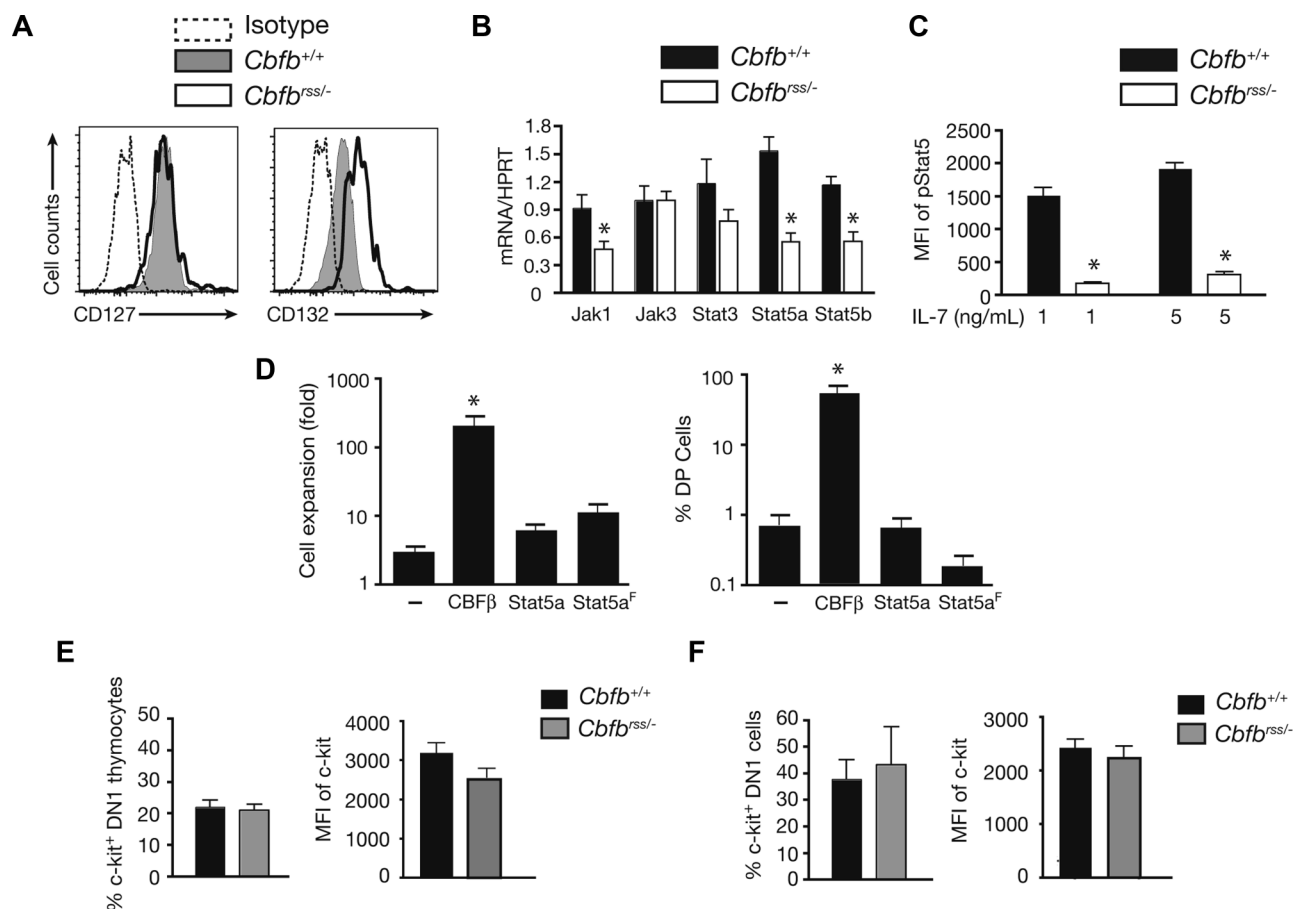 A
Isotype
Cbfb+/+
Cbfbrss/-
Cell counts
CD127
CD132
B
Cbfb+/+
Cbfbrss/-
mRNA/HPRT
1.8
1.5
1.2
0.9
0.6
0.3
0
*
*
*
Jak1 Jak3 Stat3 Stat5a Stat5b
C
Cbfb+/+
Cbfbrss/-
MFI of pStat5
2500
2000
1500
1000
500
0
*
*
IL-7 (ng/mL) 1 1 5 5
D
Cell expansion (fold)
1000
100
10
1
*
– CBFβ Stat5a Stat5aF
% DP Cells
100
1
0.1
*
– CBFβ Stat5a Stat5aF
E
% c-kit+ DN1 thymocytes
50
40
30
20
10
0
MFI of c-kit
4000
3000
2000
1000
0
Cbfb+/+
Cbfbrss/-
F
% c-kit+ DN1 cells
60
50
40
30
20
10
0
MFI of c-kit
3000
2000
1000
0
Cbfb+/+
Cbfbrss/-